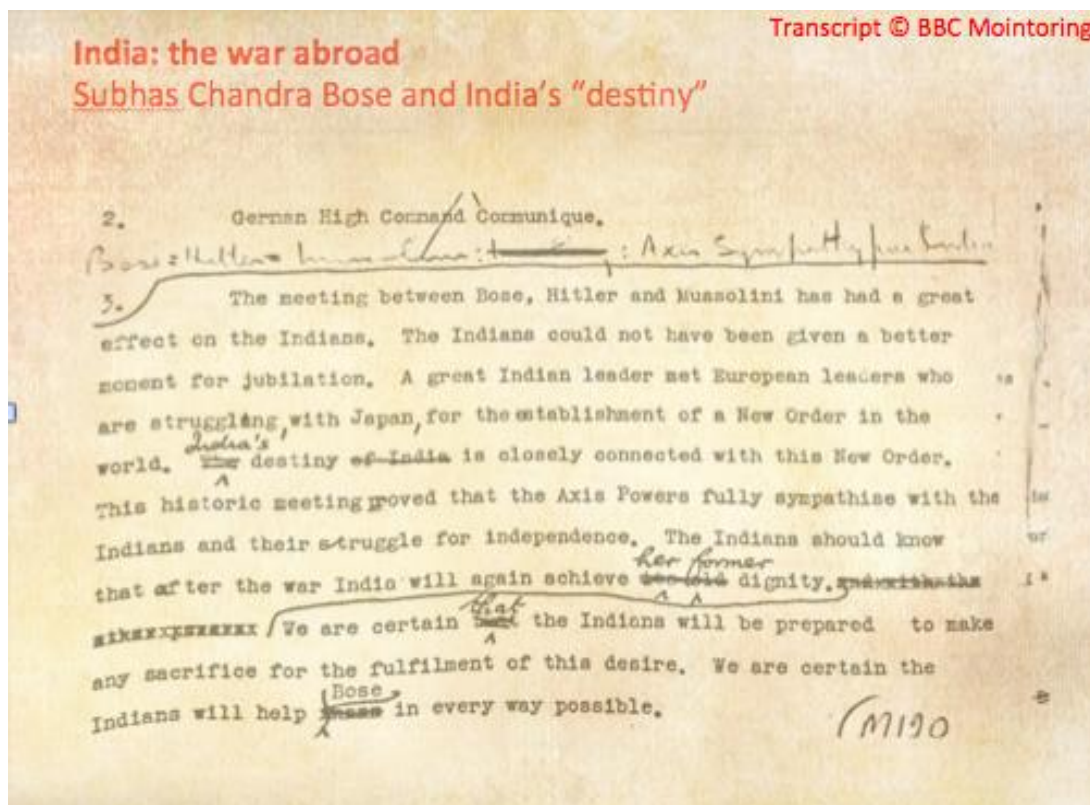 Transcript © BBC Mointoring
India: the war abroad
Subhas Chandra Bose and India's "destiny"
2. German High Command Communique.
Bose = Hitler = : Axis Sympathy for India
3. The meeting between Bose, Hitler and Mussolini has had a great
effect on the Indians. The Indians could not have been given a better
moment for jubilation. A great Indian leader met European leaders who
are struggling, with Japan, for the establishment of a New Order in the
India's
world. The destiny of India is closely connected with this New Order.
This historic meeting proved that the Axis Powers fully sympathise with the
Indians and their struggle for independence. The Indians should know
her former
that after the war India will again achieve old dignity.
that
We are certain the Indians will be prepared to make
any sacrifice for the fulfilment of this desire. We are certain the
Bose
Indians will help in every way possible.
(M190